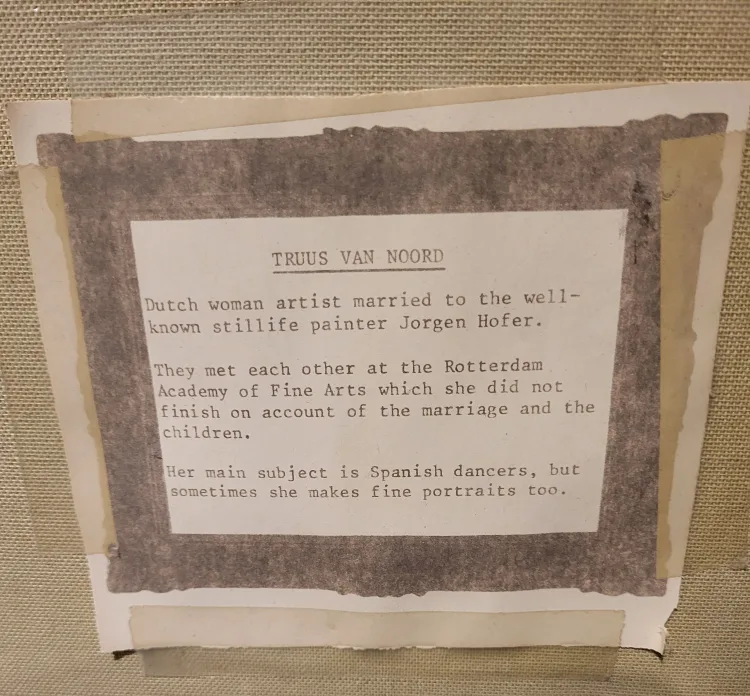 TRUUS VAN NOORD
Dutch woman artist married to the well-
known stillife painter Jorgen Hofer.
They met each other at the Rotterdam
Academy of Fine Arts which she did not
finish on account of the marriage and the
children.
Her main subject is Spanish dancers, but
sometimes she makes fine portraits too.